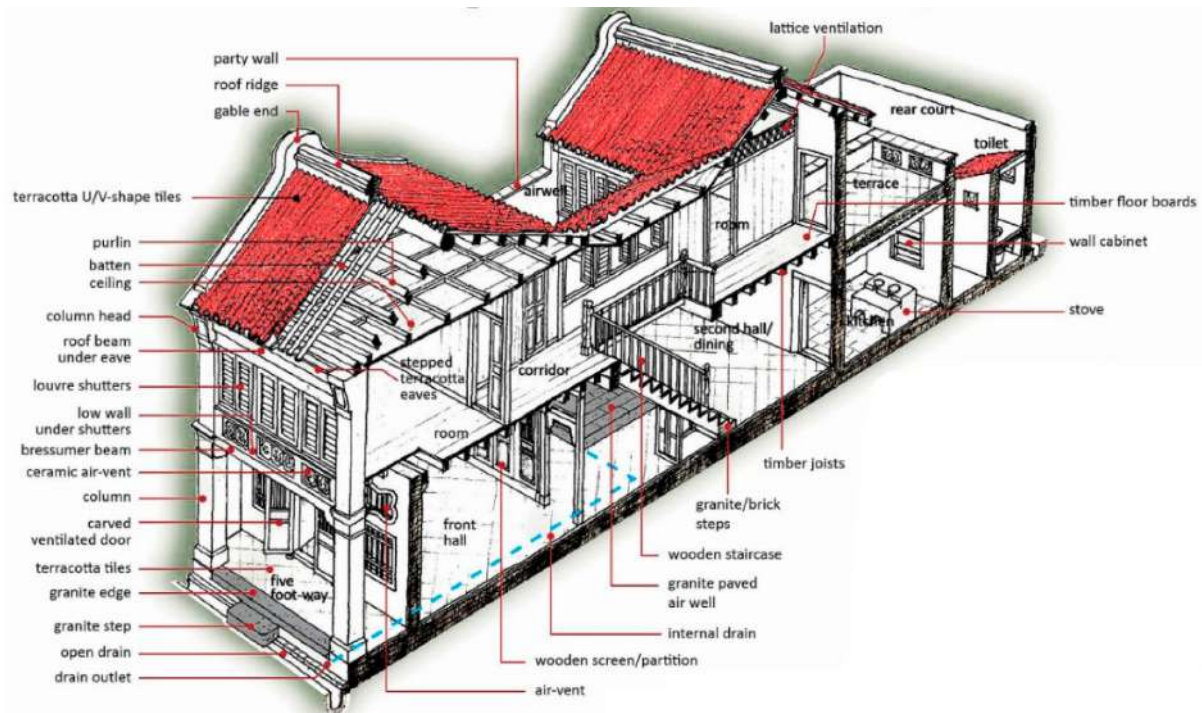 party wall
roof ridge
gable end
terracotta U/V-shape tiles
purlin
batten
ceiling
column head
roof beam
under eave
louvre shutters
low wall
under shutters
bressumer beam
ceramic air-vent
column
carved
ventilated door
terracotta tiles
granite edge
granite step
open drain
drain outlet
lattice ventilation
rear court
toilet
terrace
airwell
room
timber floor boards
wall cabinet
stove
kitchen
second hall/
dining
stepped
terracotta
eaves
corridor
room
front
hall
five
foot-way
timber joists
granite/brick
steps
wooden staircase
granite paved
air well
internal drain
wooden screen/partition
air-vent